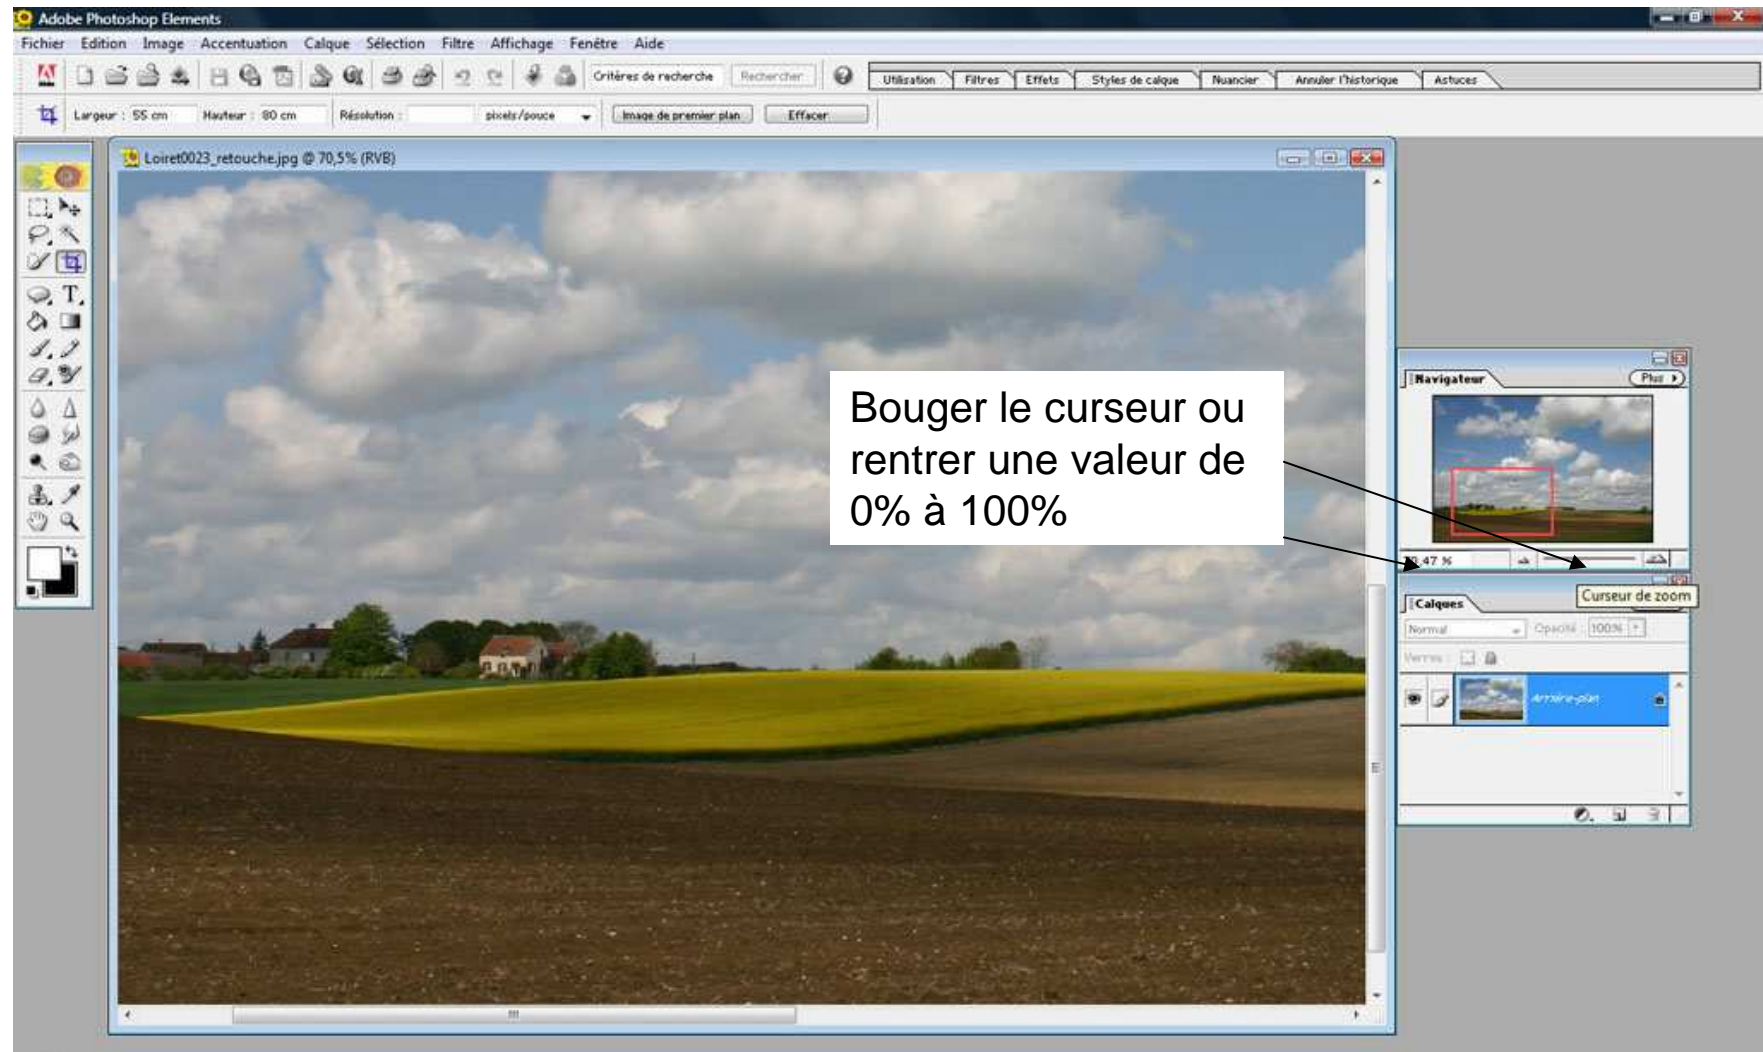 Adobe Photoshop Elements
Fichier Edition Image Accentuation Calque Sélection Filtre Affichage Fenêtre Aide
Critères de recherche Rechercher Utilisation Filtres Effets Styles de calque Nuancier Annuler l'historique Astuces
Largeur : 55 cm Hauteur : 80 cm Résolution : pixels/pouce Image de premier plan Effacer
Loiret0023_retouche.jpg @ 70,5% (RVB)
Navigateur Plus
Bouger le curseur ou
rentrer une valeur de
0% à 100%
47 %
Curseur de zoom
Calques
Normal Opacité : 100%
Verrou :
Arrière-plan